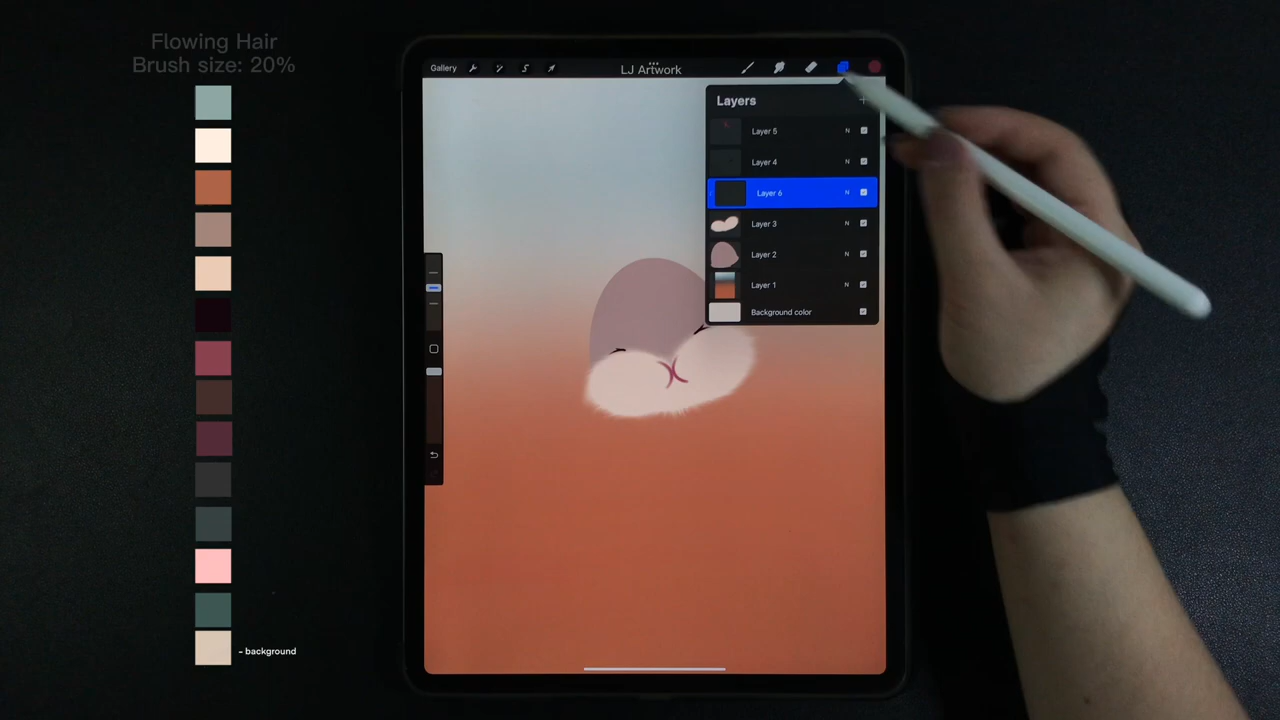 Flowing Hair
Brush size: 20%
Gallery
LJ Artwork
Layers
Layer 5 N
Layer 4 N
Layer 6 N
Layer 3 N
Layer 2 N
Layer 1 N
Background color
- background